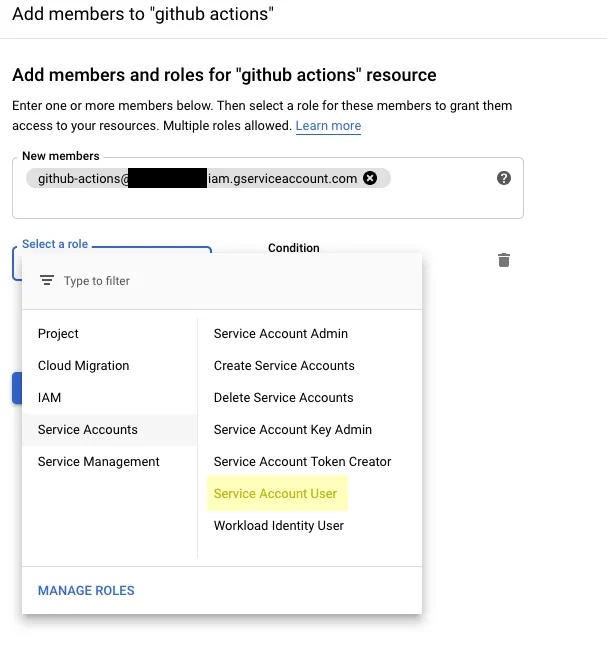 Add members to "github actions"
Add members and roles for "github actions" resource
Enter one or more members below. Then select a role for these members to grant them
access to your resources. Multiple roles allowed. Learn more
New members
github-actions@ iam.gserviceaccount.com
Select a role
Condition
Type to filter
Project
Cloud Migration
IAM
Service Accounts
Service Management
Service Account Admin
Create Service Accounts
Delete Service Accounts
Service Account Key Admin
Service Account Token Creator
Service Account User
Workload Identity User
MANAGE ROLES